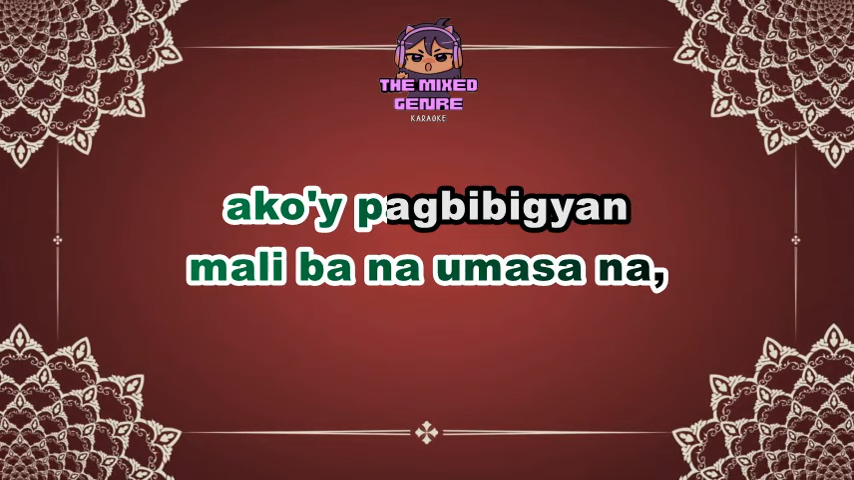 THE MIXED
GENRE
KARAOKE
ako'y pagbibigyan
mali ba na umasa na,